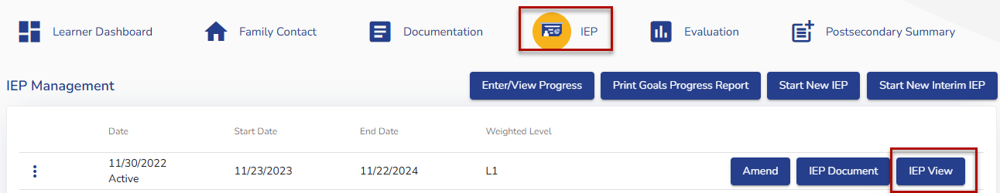 Learner Dashboard Family Contact Documentation IEP Evaluation Postsecondary Summary
IEP Management Enter/View Progress Print Goals Progress Report Start New IEP Start New Interim IEP
Date Start Date End Date Weighted Level
11/30/2022
Active 11/23/2023 11/22/2024 L1 Amend IEP Document IEP View